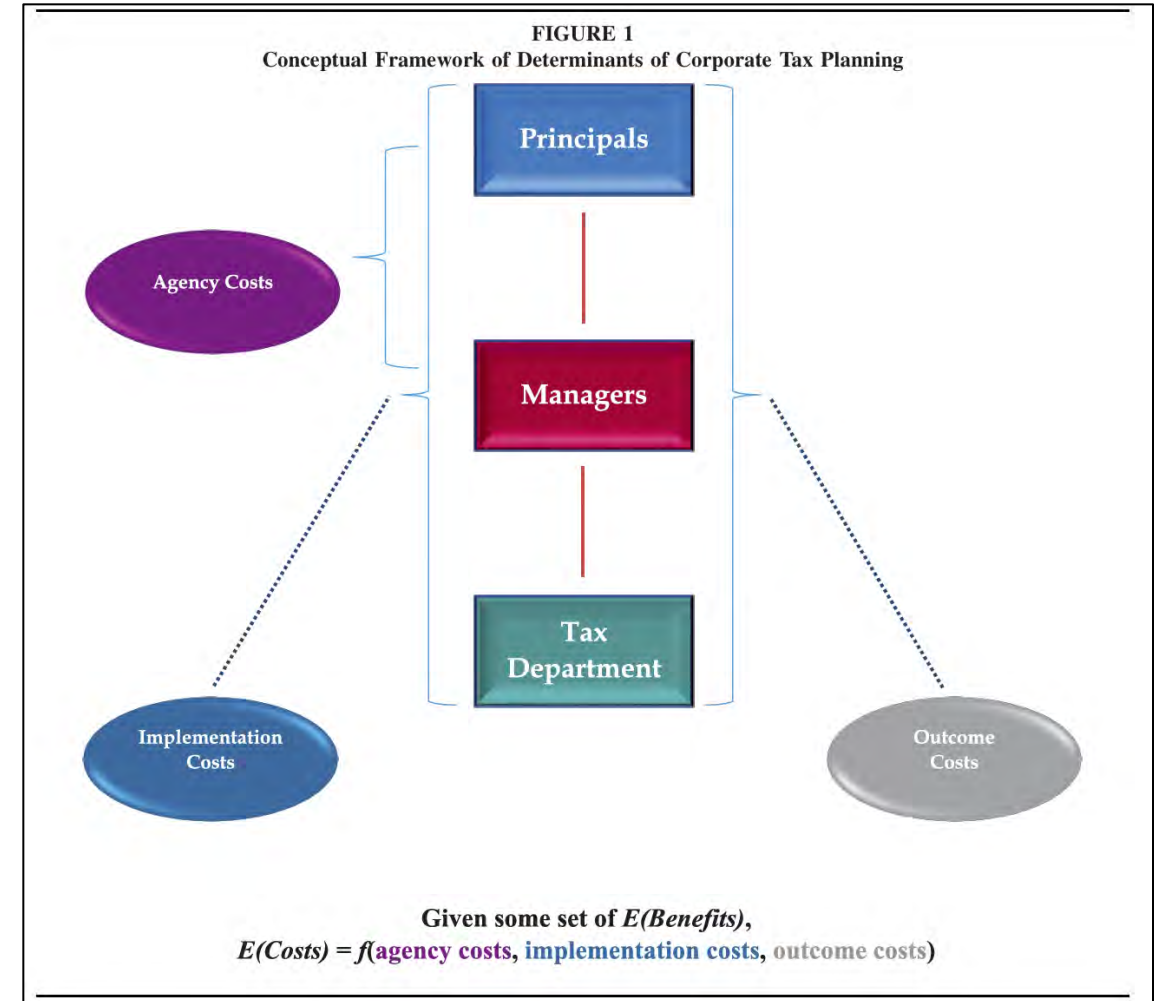 FIGURE 1
Conceptual Framework of Determinants of Corporate Tax Planning
Principals
Agency Costs
Managers
Tax
Department
Implementation
Costs
Outcome
Costs
Given some set of E(Benefits),
E(Costs) = f(agency costs, implementation costs, outcome costs)